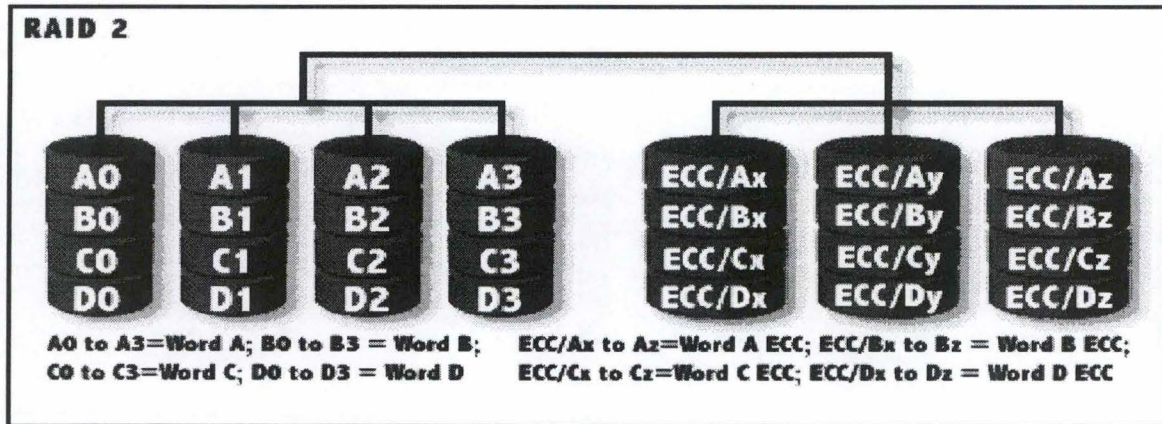 RAID 2
A0 A1 A2 A3 ECC/Ax ECC/Ay ECC/Az
B0 B1 B2 B3 ECC/Bx ECC/By ECC/Bz
C0 C1 C2 C3 ECC/Cx ECC/Cy ECC/Cz
D0 D1 D2 D3 ECC/Dx ECC/Dy ECC/Dz
A0 to A3=Word A; B0 to B3 = Word B; ECC/Ax to Az=Word A ECC; ECC/Bx to Bz = Word B ECC;
C0 to C3=Word C; D0 to D3 = Word D ECC/Cx to Cz=Word C ECC; ECC/Dx to Dz = Word D ECC